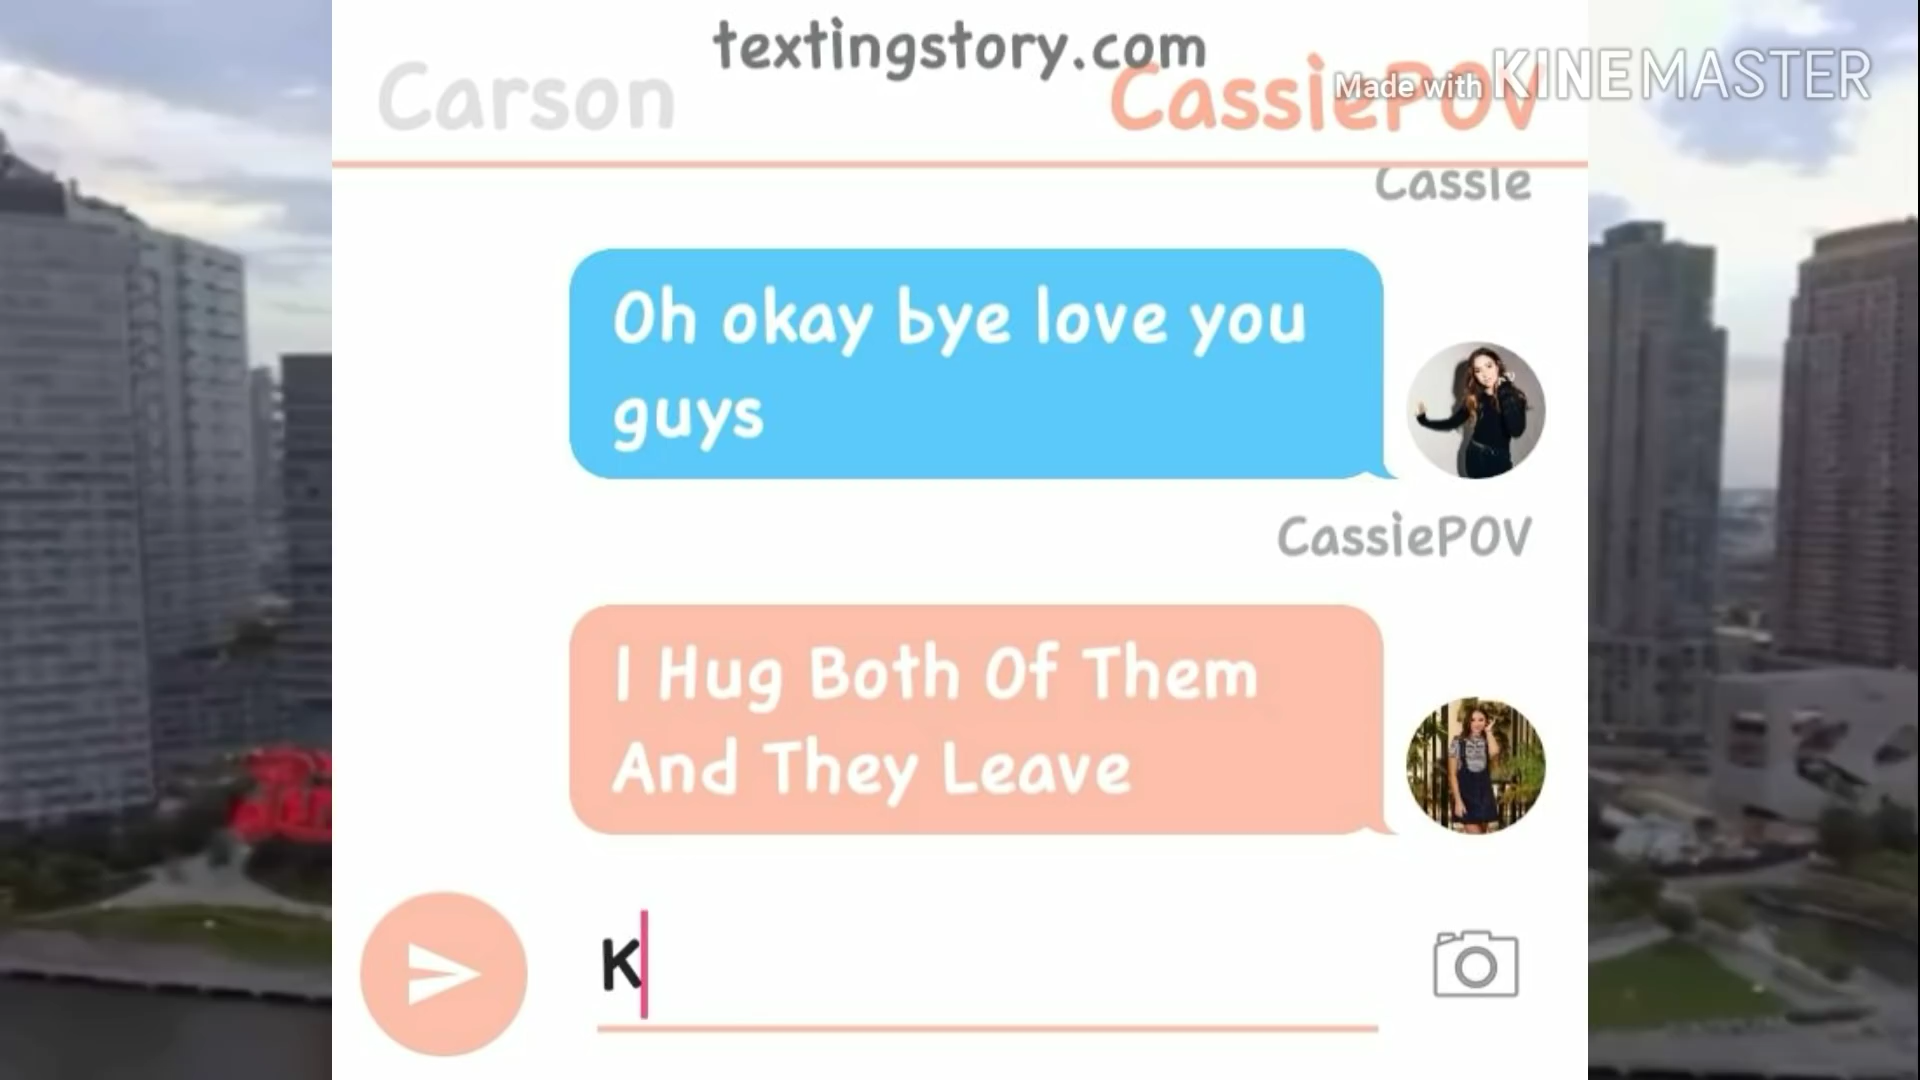 textingstory.com
Carson
CassiePOV
Made with KINEMASTER
Cassie
Oh okay bye love you
guys
CassiePOV
I Hug Both Of Them
And They Leave
K